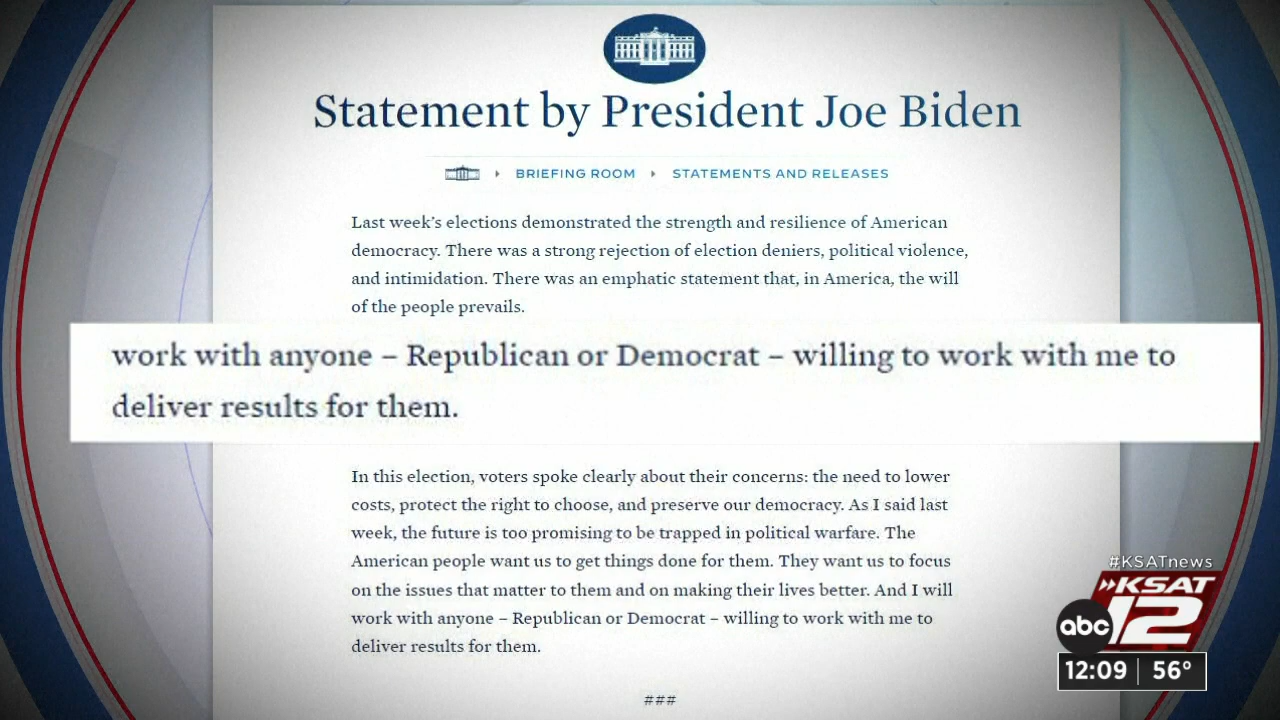 Statement by President Joe Biden
BRIEFING ROOM
STATEMENTS AND RELEASES
Last week's elections demonstrated the strength and resilience of American
democracy. There was a strong rejection of election deniers, political violence,
and intimidation. There was an emphatic statement that, in America, the will
of the people prevails.
work with anyone – Republican or Democrat – willing to work with me to
deliver results for them.
In this election, voters spoke clearly about their concerns: the need to lower
costs, protect the right to choose, and preserve our democracy. As I said last
week, the future is too promising to be trapped in political warfare. The
American people want us to get things done for them. They want us to focus
on the issues that matter to them and on making their lives better. And I will
work with anyone – Republican or Democrat – willing to work with me to
deliver results for them.
###
#KSATnews
KSAT
abc 12
12:09 56°